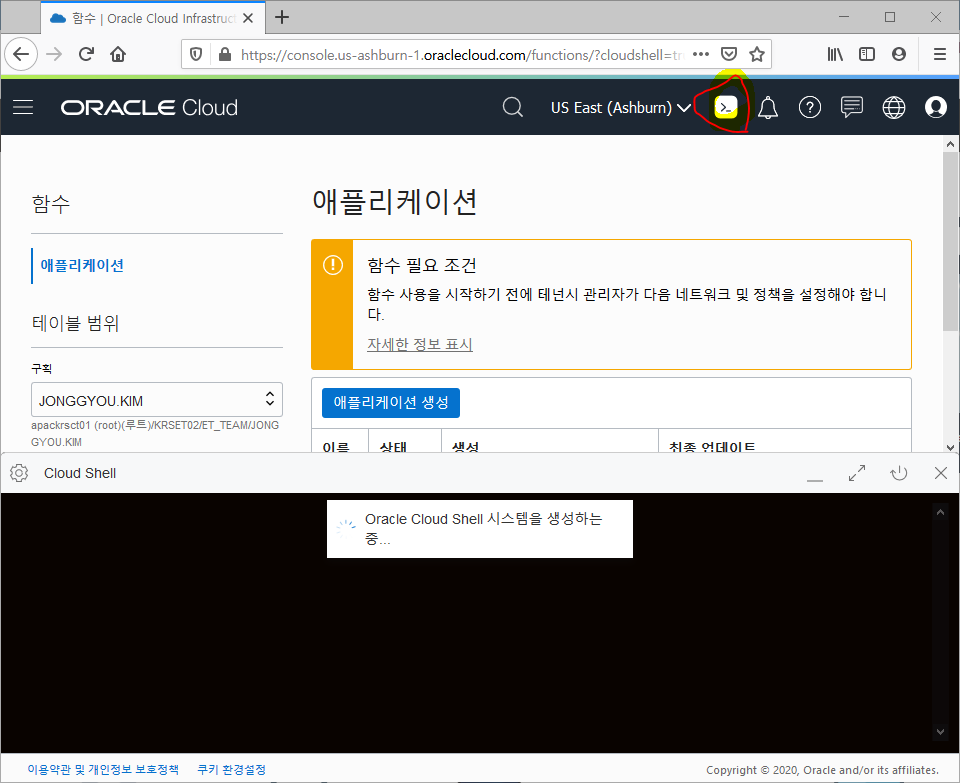 함수 | Oracle Cloud Infrastruct
https://console.us-ashburn-1.oraclecloud.com/functions/?cloudshell=tr
ORACLE Cloud
US East (Ashburn)
함수
애플리케이션
테이블 범위
구획
JONGGYOU.KIM
apackrsct01 (root)(루트)/KRSET02/ET_TEAM/JONG
GYOU.KIM
애플리케이션
함수 필요 조건
함수 사용을 시작하기 전에 테넌시 관리자가 다음 네트워크 및 정책을 설정해야 합니
다.
자세한 정보 표시
애플리케이션 생성
이름 상태 생성 최종 업데이트
Cloud Shell
Oracle Cloud Shell 시스템을 생성하는
중...
이용약관 및 개인정보 보호정책 쿠키 환경설정
Copyright © 2020, Oracle and/or its affiliates.